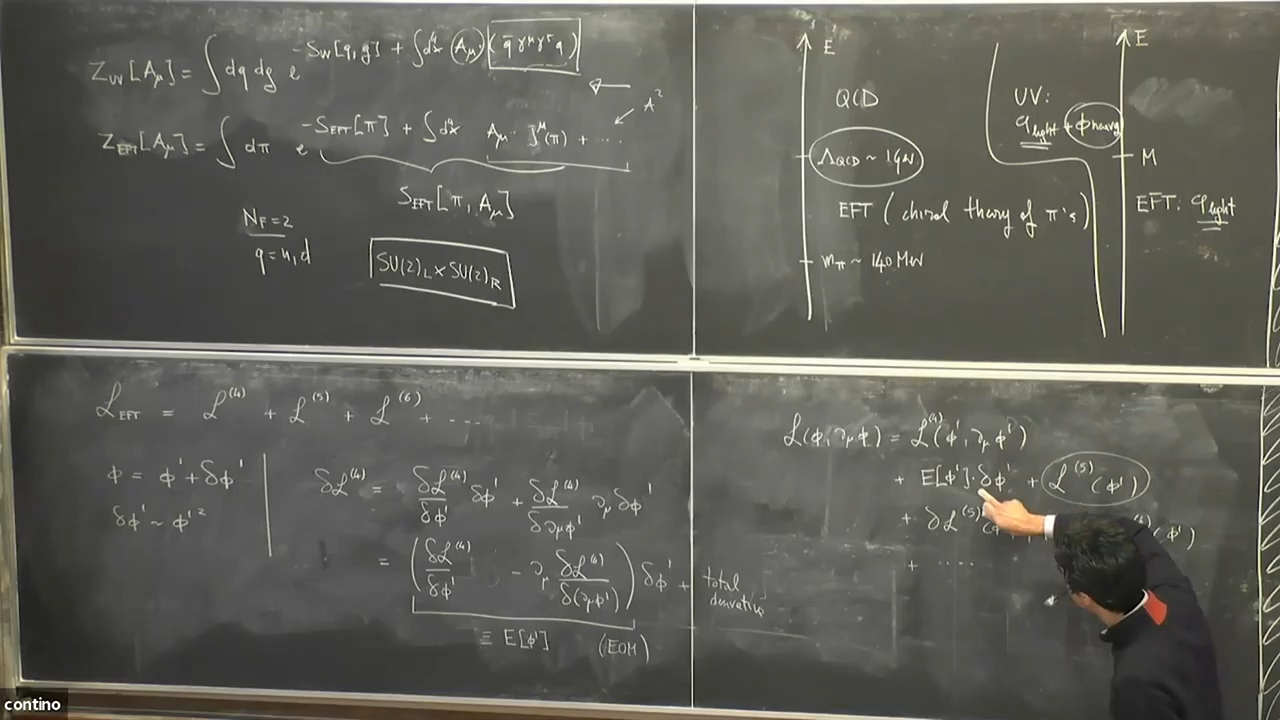 Z_UV[A_μ] = ∫ dq dg e^{-S_UV[q,g] + ∫d⁴x A_μ (q̄ γ^μ γ^5 q)}
Z_EFT[A_μ] = ∫ dπ e^{-S_EFT[π] + ∫d⁴x A_μ J^μ(π) + ...}
A²
S_EFT[π, A_μ]
N_F=2
q=u,d
SU(2)_L × SU(2)_R
E
QCD
Λ_QCD ~ 1 GeV
EFT (chiral theory of π's)
m_π ~ 140 MeV
E
UV:
q_light + φ_heavy
M
EFT: q_light
ℒ_EFT = ℒ^(4) + ℒ^(5) + ℒ^(6) + ....
φ = φ' + δφ'
δφ' ~ φ'²
δℒ^(4) = δℒ^(4)/δφ' δφ' + δℒ^(4)/δ∂_μφ' ∂_μ δφ'
= (δℒ^(4)/δφ' - ∂_μ δℒ^(4)/δ(∂_μφ')) δφ' + total derivative
≡ E[φ'] (EOM)
ℒ(φ, ∂_μφ) = ℒ^(4)(φ', ∂_μφ')
+ E[φ']·δφ' + ℒ^(5)(φ')
+ δℒ^(5) (φ')
+ .....
contino